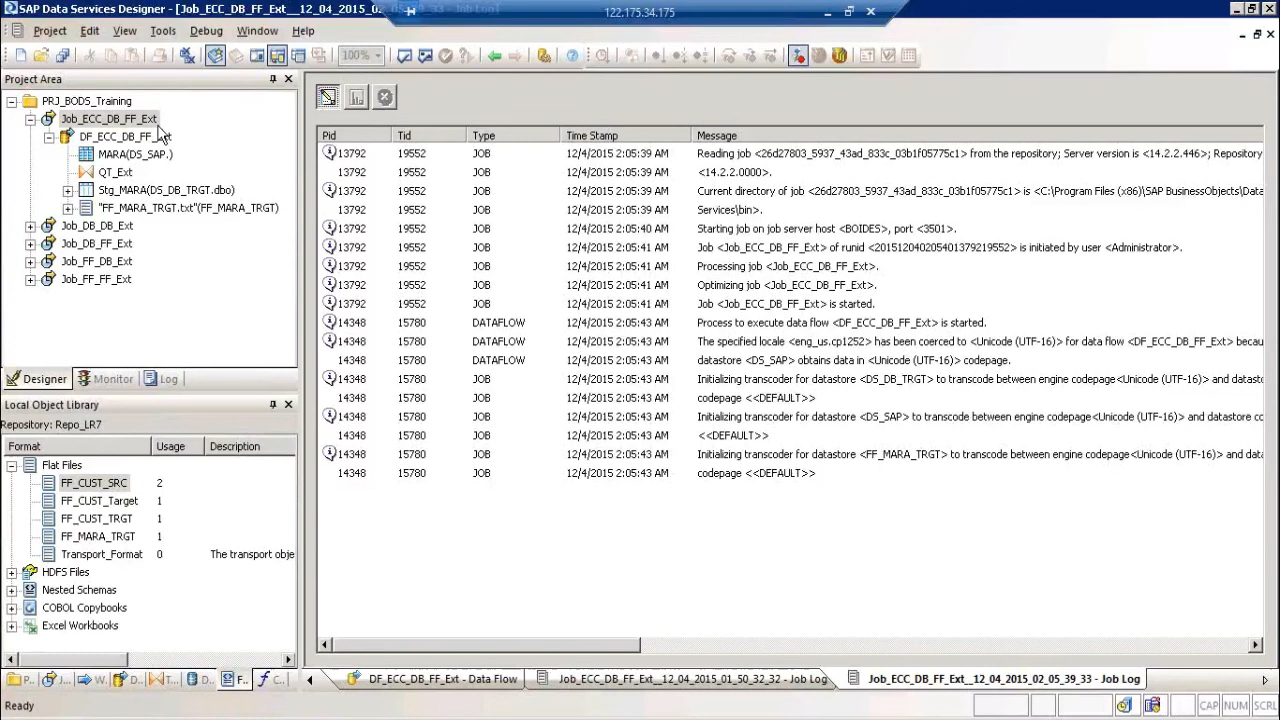 SAP Data Services Designer - [Job_ECC_DB_FF_Ext__12_04_2015_02_05_39_33 - Job Log]
122.175.34.175
Project Edit View Tools Debug Window Help
100%
Project Area
PRJ_BODS_Training
Job_ECC_DB_FF_Ext
DF_ECC_DB_FF_Ext
MARA(DS_SAP.)
QT_Ext
Stg_MARA(DS_DB_TRGT.dbo)
"FF_MARA_TRGT.txt"(FF_MARA_TRGT)
Job_DB_DB_Ext
Job_DB_FF_Ext
Job_FF_DB_Ext
Job_FF_FF_Ext
Designer Monitor Log
Local Object Library
Repository: Repo_LR7
Format Usage Description
Flat Files
FF_CUST_SRC 2
FF_CUST_Target 1
FF_CUST_TRGT 1
FF_MARA_TRGT 1
Transport_Format 0 The transport obje
HDFS Files
Nested Schemas
COBOL Copybooks
Excel Workbooks
P... J... W... D... T... D... F... C...
Pid Tid Type Time Stamp Message
13792 19552 JOB 12/4/2015 2:05:39 AM Reading job <26d27803_5937_43ad_833c_03b1f05775c1> from the repository; Server version is <14.2.2.446>; Repository
13792 19552 JOB 12/4/2015 2:05:39 AM <14.2.2.0000>.
13792 19552 JOB 12/4/2015 2:05:39 AM Current directory of job <26d27803_5937_43ad_833c_03b1f05775c1> is <C:\Program Files (x86)\SAP BusinessObjects\Data
13792 19552 JOB 12/4/2015 2:05:39 AM Services\bin>.
13792 19552 JOB 12/4/2015 2:05:40 AM Starting job on job server host <BOIDES>, port <3501>.
13792 19552 JOB 12/4/2015 2:05:41 AM Job <Job_ECC_DB_FF_Ext> of runid <2015120402054137921​9552> is initiated by user <Administrator>.
13792 19552 JOB 12/4/2015 2:05:41 AM Processing job <Job_ECC_DB_FF_Ext>.
13792 19552 JOB 12/4/2015 2:05:41 AM Optimizing job <Job_ECC_DB_FF_Ext>.
13792 19552 JOB 12/4/2015 2:05:41 AM Job <Job_ECC_DB_FF_Ext> is started.
14348 15780 DATAFLOW 12/4/2015 2:05:43 AM Process to execute data flow <DF_ECC_DB_FF_Ext> is started.
14348 15780 DATAFLOW 12/4/2015 2:05:43 AM The specified locale <eng_us.cp1252> has been coerced to <Unicode (UTF-16)> for data flow <DF_ECC_DB_FF_Ext> becau
14348 15780 DATAFLOW 12/4/2015 2:05:43 AM datastore <DS_SAP> obtains data in <Unicode (UTF-16)> codepage.
14348 15780 JOB 12/4/2015 2:05:43 AM Initializing transcoder for datastore <DS_DB_TRGT> to transcode between engine codepage<Unicode (UTF-16)> and datasto
14348 15780 JOB 12/4/2015 2:05:43 AM codepage <<DEFAULT>>
14348 15780 JOB 12/4/2015 2:05:43 AM Initializing transcoder for datastore <DS_SAP> to transcode between engine codepage<Unicode (UTF-16)> and datastore co
14348 15780 JOB 12/4/2015 2:05:43 AM <<DEFAULT>>
14348 15780 JOB 12/4/2015 2:05:43 AM Initializing transcoder for datastore <FF_MARA_TRGT> to transcode between engine codepage<Unicode (UTF-16)> and data
14348 15780 JOB 12/4/2015 2:05:43 AM codepage <<DEFAULT>>
DF_ECC_DB_FF_Ext - Data Flow Job_ECC_DB_FF_Ext__12_04_2015_01_50_32_32 - Job Log Job_ECC_DB_FF_Ext__12_04_2015_02_05_39_33 - Job Log
Ready CAP NUM SCRL